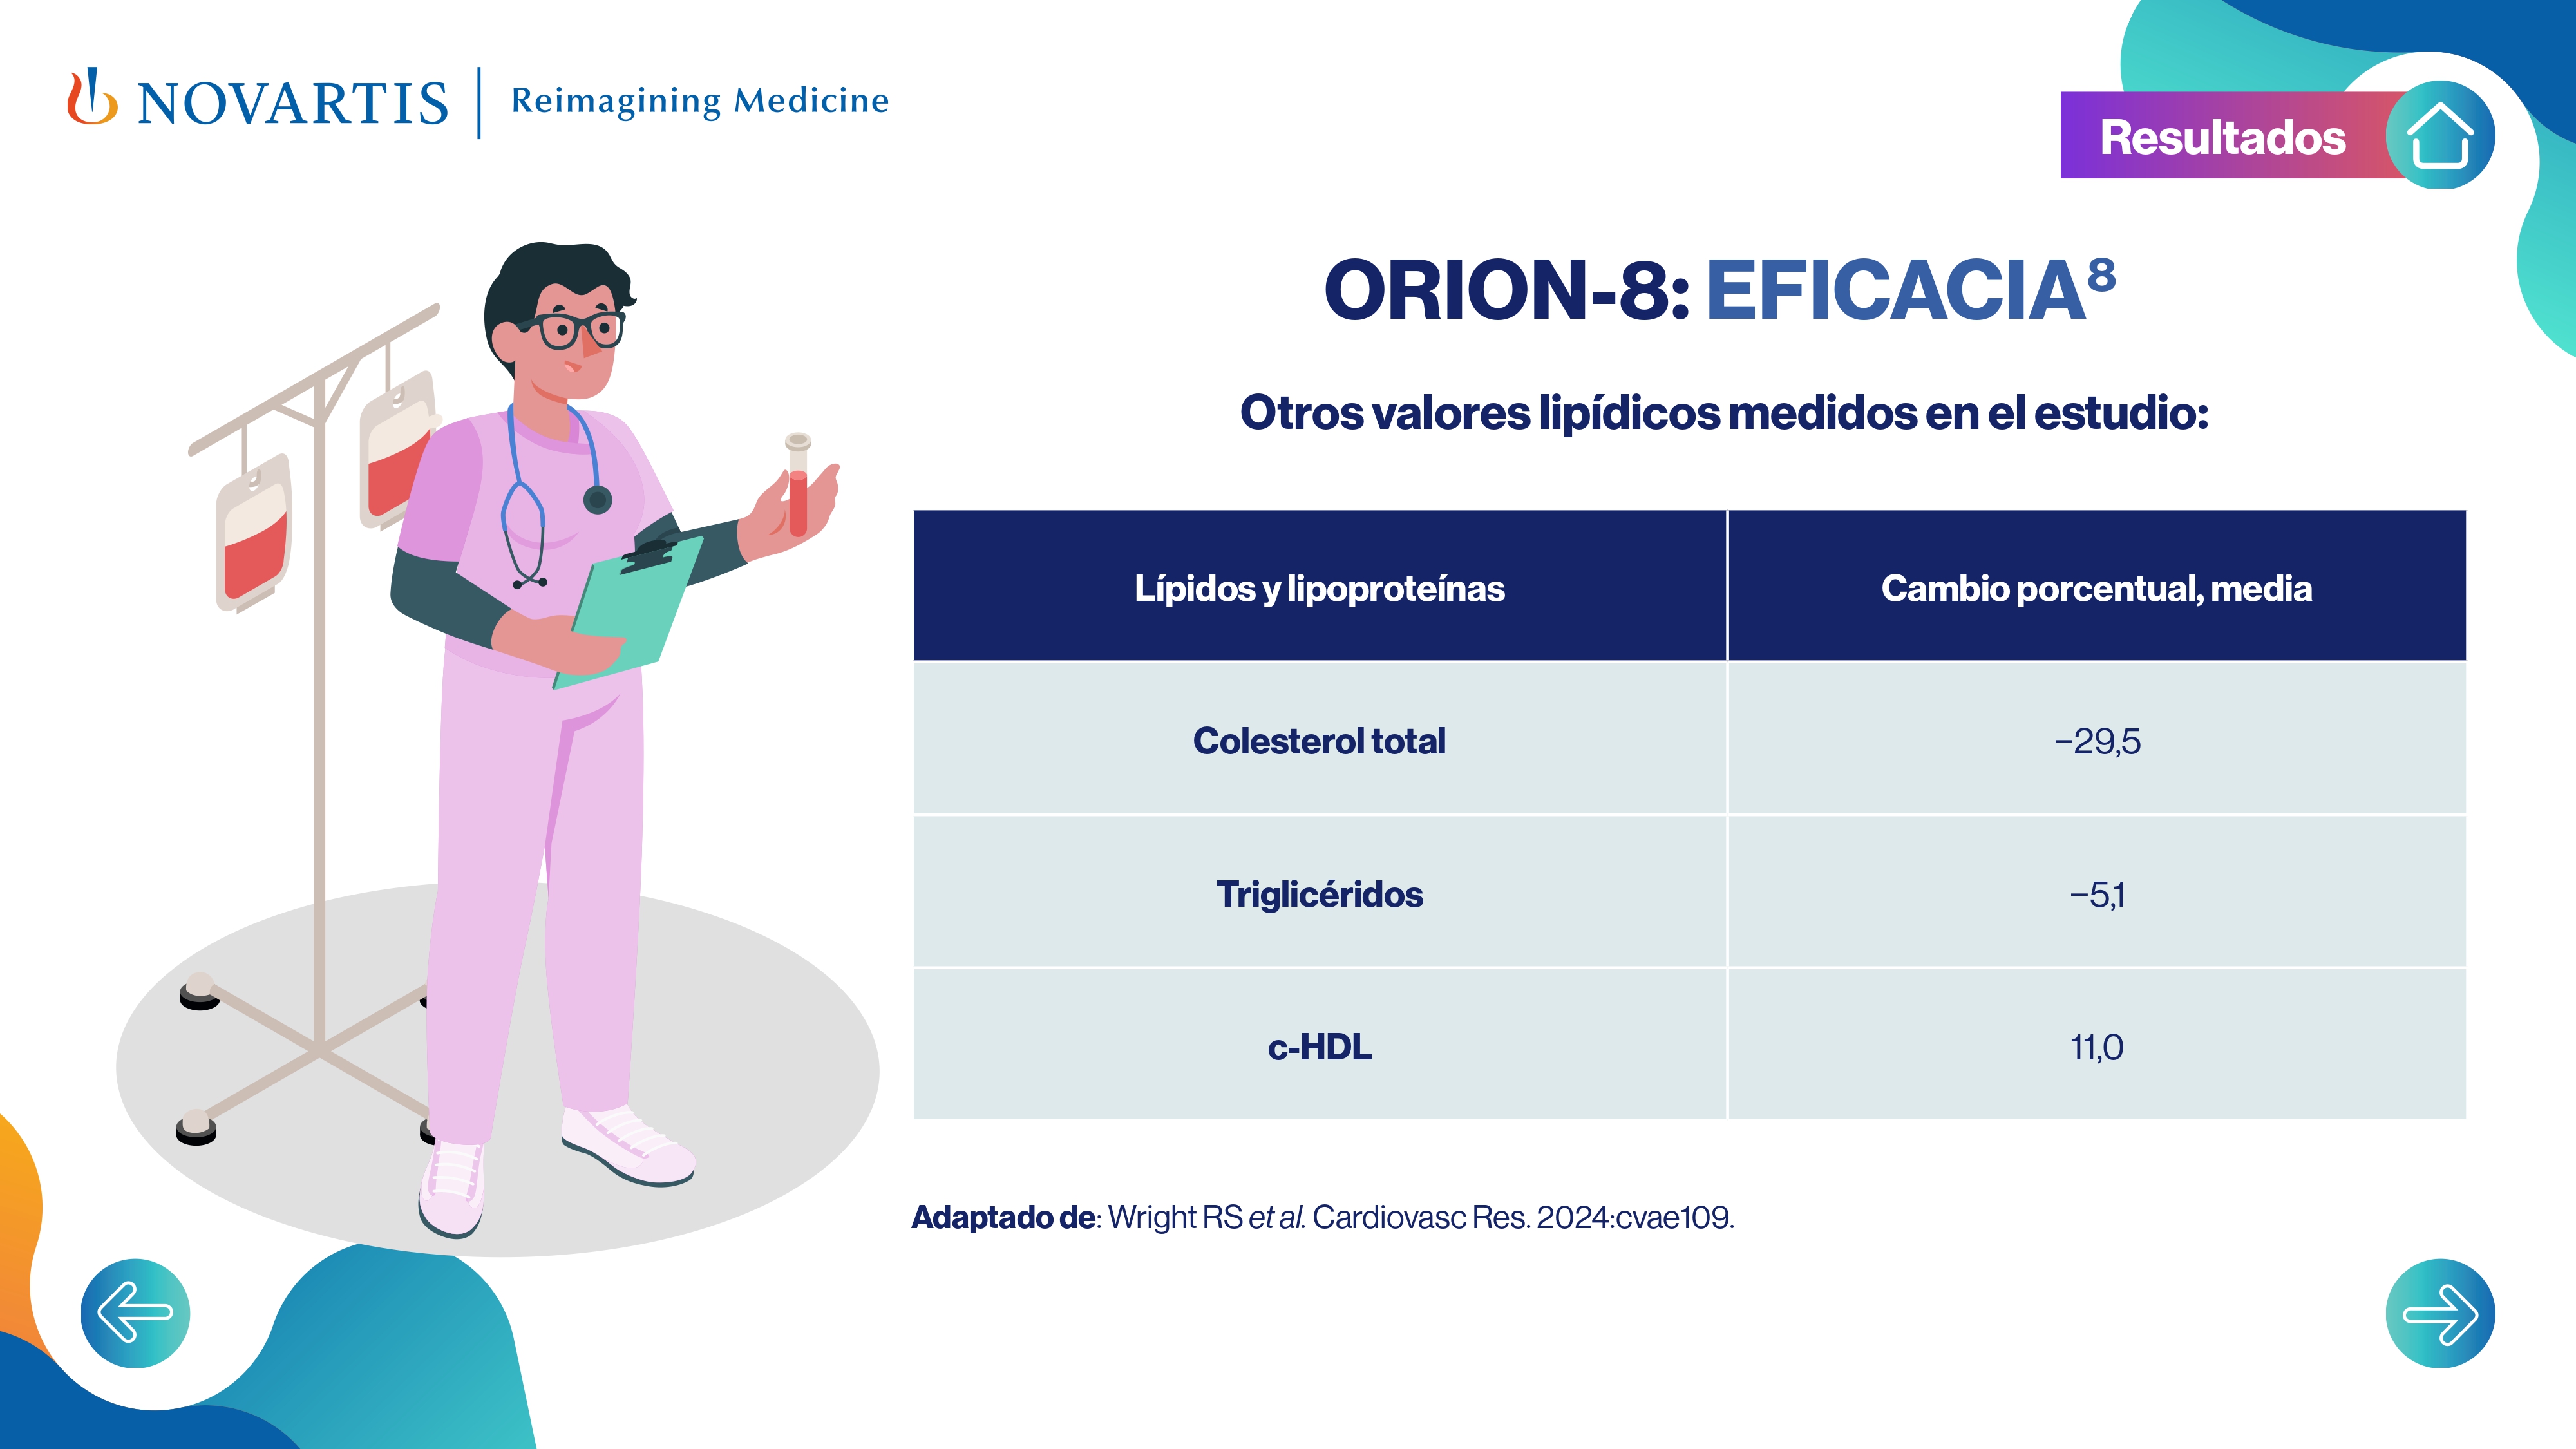 NOVARTIS | Reimagining Medicine
Resultados
ORION-8: EFICACIA⁸
Otros valores lipídicos medidos en el estudio:
Lípidos y lipoproteínas Cambio porcentual, media
Colesterol total −29,5
Triglicéridos −5,1
c-HDL 11,0
Adaptado de: Wright RS et al. Cardiovasc Res. 2024:cvae109.